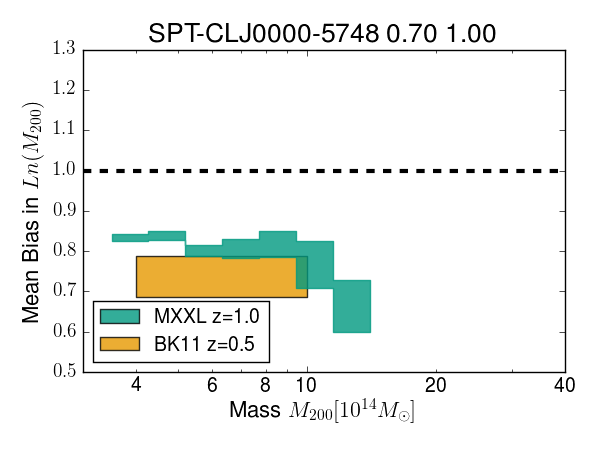 SPT-CLJ0000-5748 0.70 1.00
1.3
1.2
1.1
1.0
0.9
0.8
0.7
0.6
0.5
Mean Bias in Ln(M₂₀₀)
MXXL z=1.0
BK11 z=0.5
4 6 8 10 20 40
Mass M₂₀₀[10¹⁴M☉]